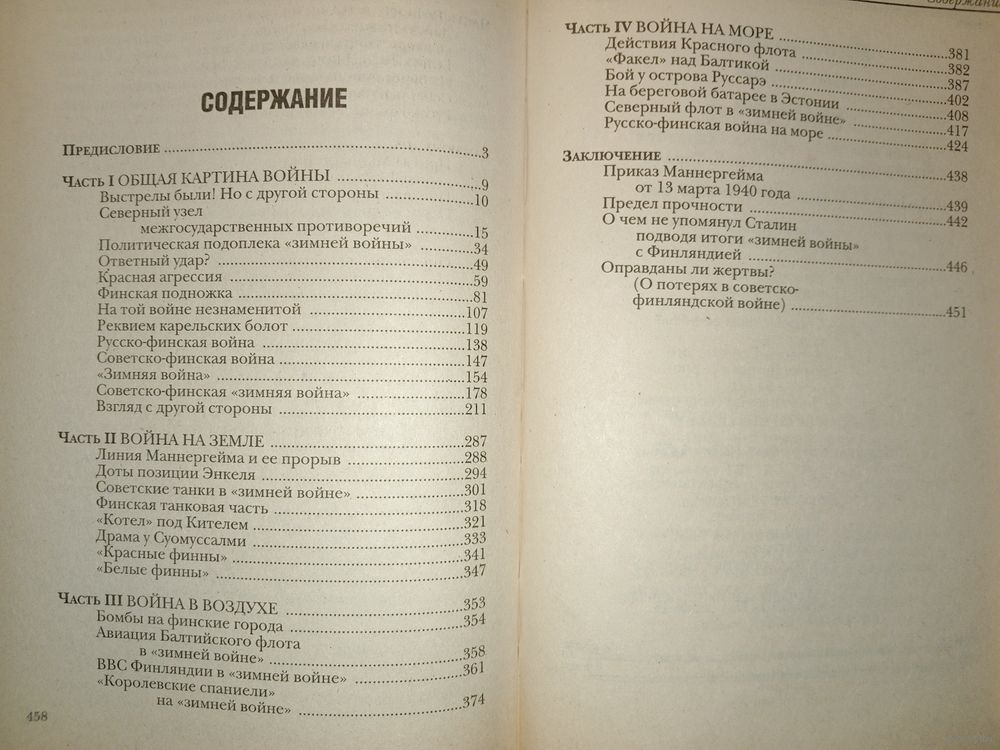 СОДЕРЖАНИЕ
Предисловие ..... 3
Часть I ОБЩАЯ КАРТИНА ВОЙНЫ ..... 9
Выстрелы были! Но с другой стороны ..... 10
Северный узел
межгосударственных противоречий ..... 15
Политическая подоплека «зимней войны» ..... 34
Ответный удар? ..... 49
Красная агрессия ..... 59
Финская подножка ..... 81
На той войне незнаменитой ..... 107
Реквием карельских болот ..... 119
Русско-финская война ..... 138
Советско-финская война ..... 147
«Зимняя война» ..... 154
Советско-финская «зимняя война» ..... 178
Взгляд с другой стороны ..... 211
Часть II ВОЙНА НА ЗЕМЛЕ ..... 287
Линия Маннергейма и ее прорыв ..... 288
Доты позиции Энкеля ..... 294
Советские танки в «зимней войне» ..... 301
Финская танковая часть ..... 318
«Котел» под Кителем ..... 321
Драма у Суомуссалми ..... 333
«Красные финны» ..... 341
«Белые финны» ..... 347
Часть III ВОЙНА В ВОЗДУХЕ ..... 353
Бомбы на финские города ..... 354
Авиация Балтийского флота
в «зимней войне» ..... 358
ВВС Финляндии в «зимней войне» ..... 361
«Королевские спаниели»
на «зимней войне» ..... 374
458
Содержание
Часть IV ВОЙНА НА МОРЕ ..... 381
Действия Красного флота ..... 382
«Факел» над Балтикой ..... 387
Бой у острова Руссарэ ..... 402
На береговой батарее в Эстонии ..... 408
Северный флот в «зимней войне» ..... 417
Русско-финская война на море ..... 424
Заключение ..... 438
Приказ Маннергейма
от 13 марта 1940 года ..... 439
Предел прочности ..... 442
О чем не упомянул Сталин
подводя итоги «зимней войны»
с Финляндией ..... 446
Оправданы ли жертвы?
(О потерях в советско-
финляндской войне) ..... 451